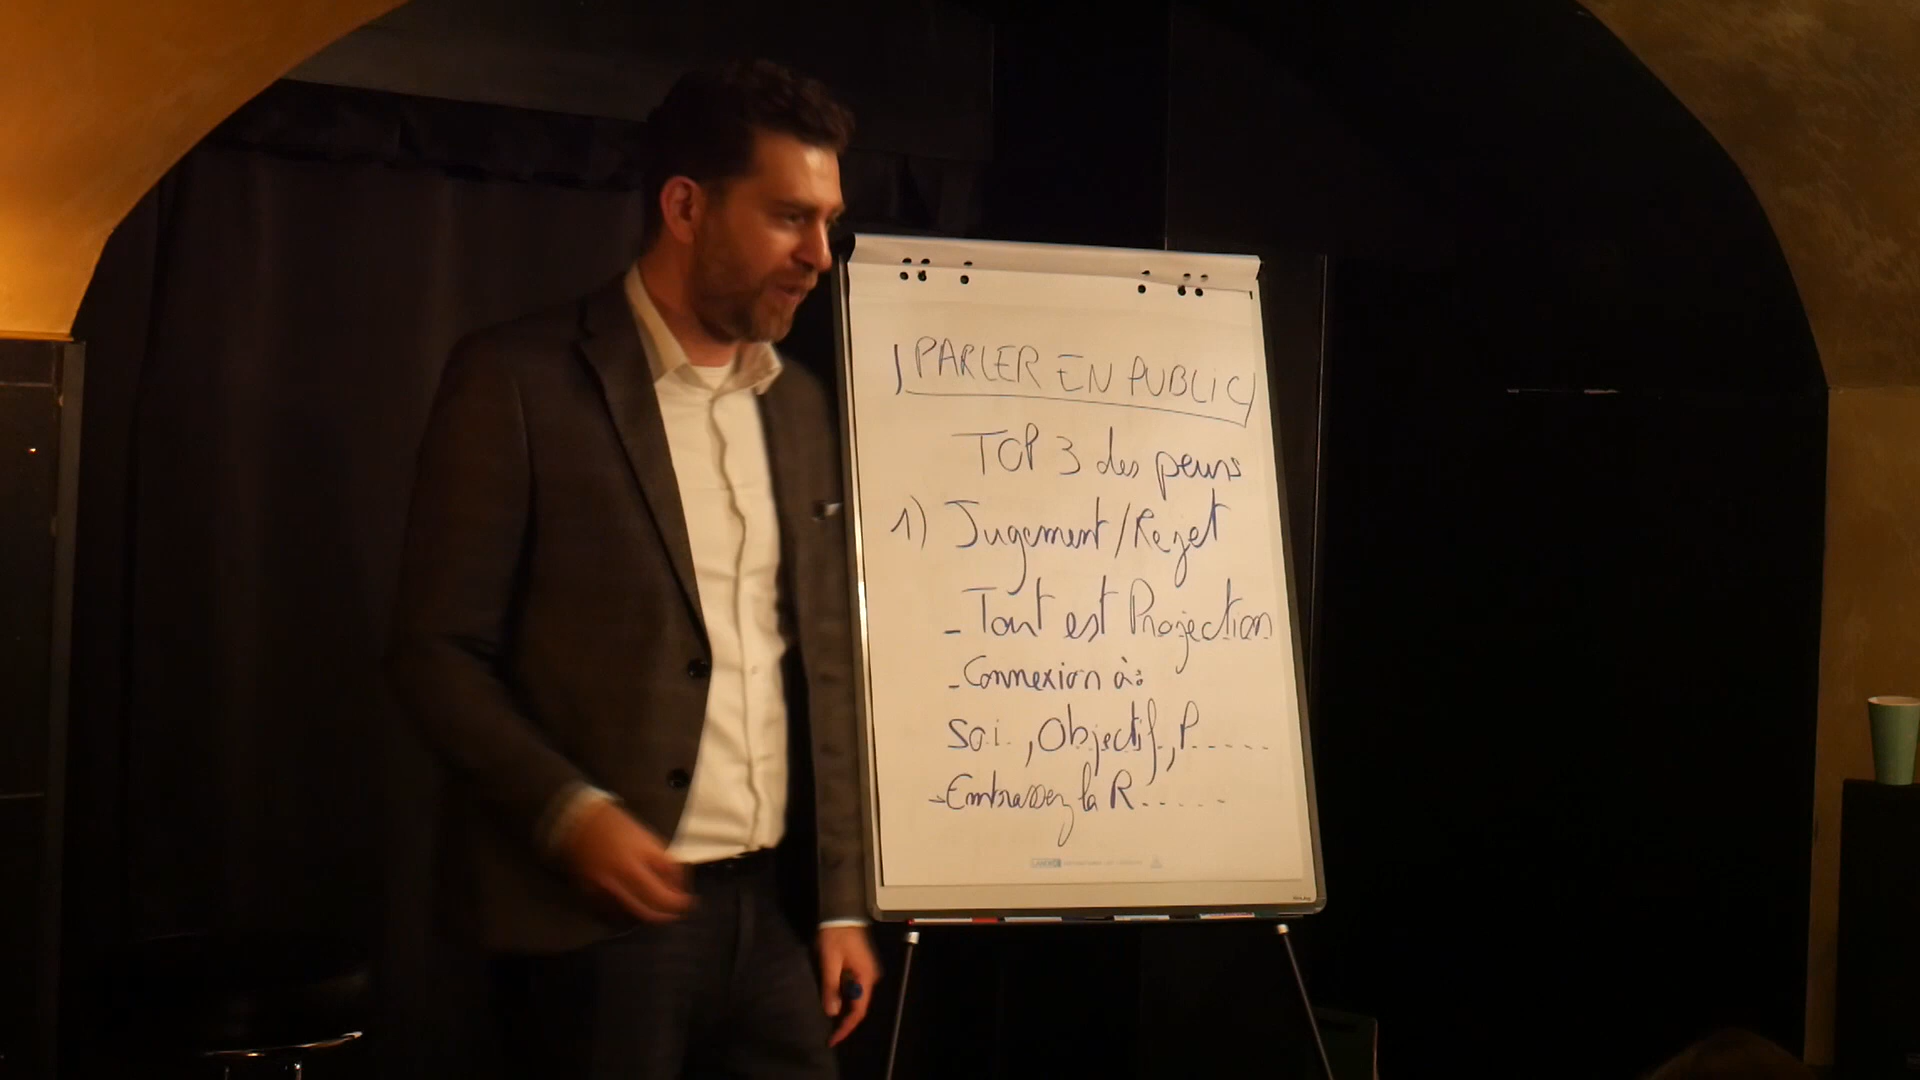 PARLER EN PUBLIC
TOP 3 des peurs
1) Jugement/Rejet
- Tout est Projection
- Connexion à:
Soi.., Objectif, P.....
→ Embrassez la R.....